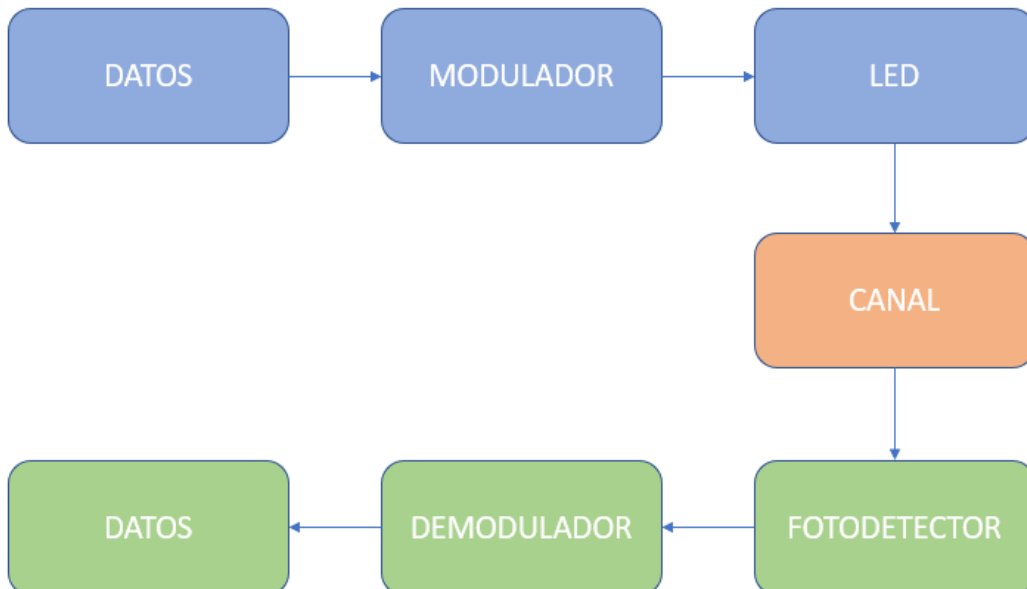 DATOS
MODULADOR
LED
CANAL
DATOS
DEMODULADOR
FOTODETECTOR